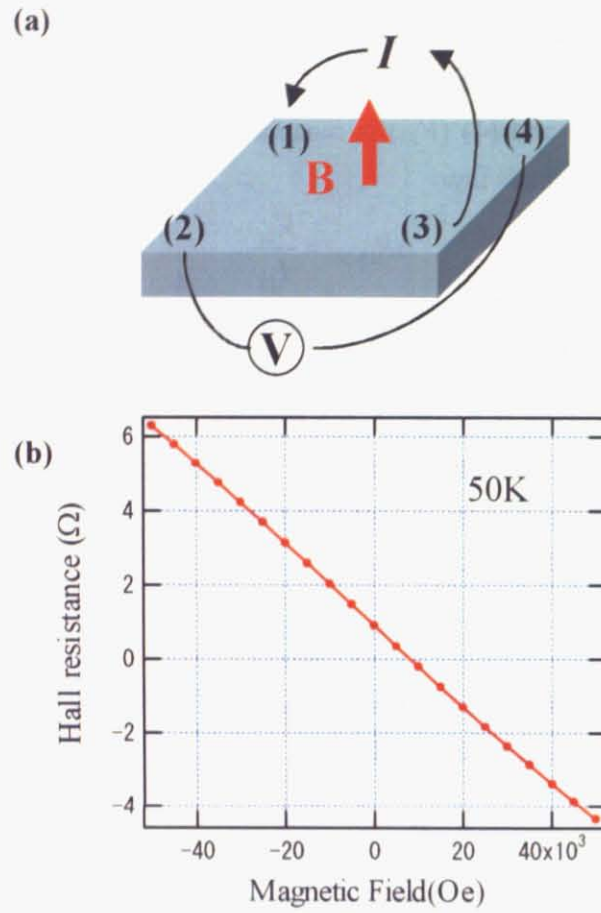 (a)
I
(1)
(4)
B
(2)
(3)
V
(b)
50K
6
4
2
0
-2
-4
Hall resistance (Ω)
-40
-20
0
20
40x10³
Magnetic Field(Oe)